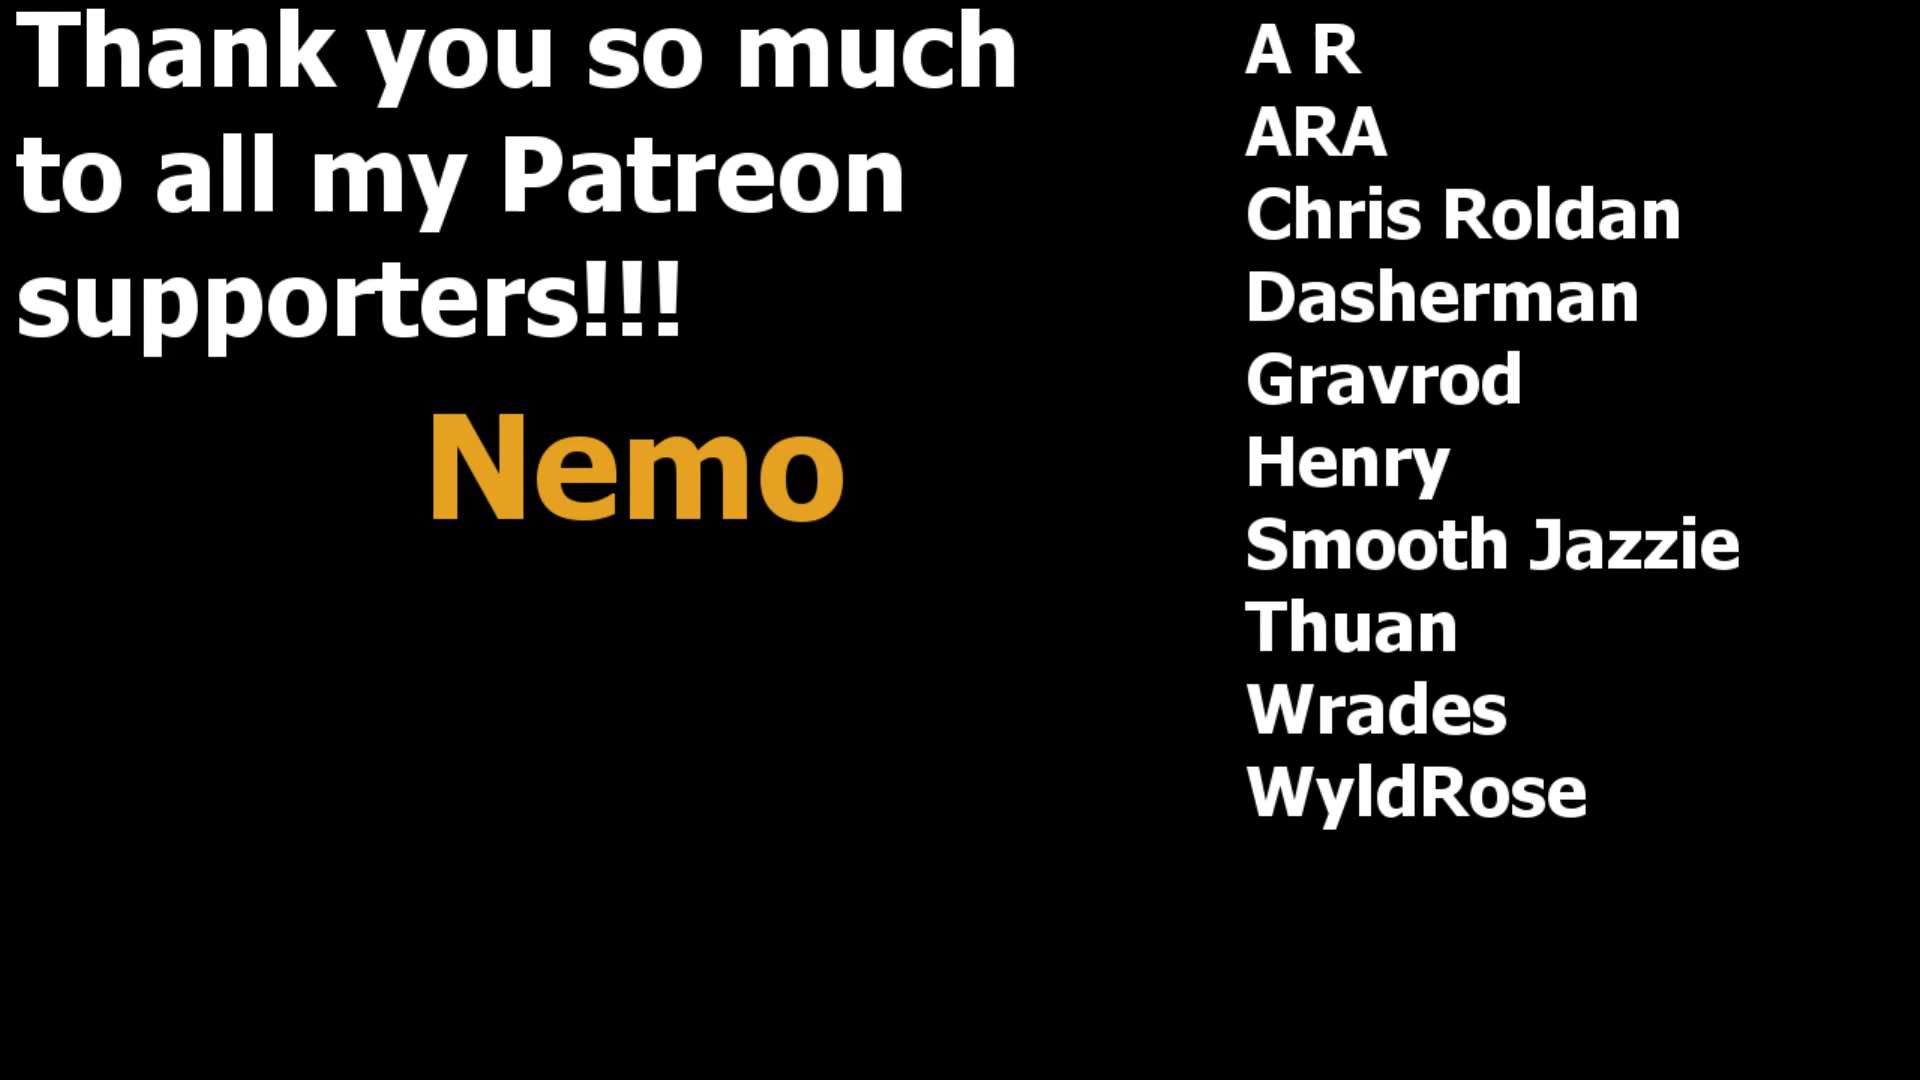 Thank you so much
to all my Patreon
supporters!!!
Nemo
A R
ARA
Chris Roldan
Dasherman
Gravrod
Henry
Smooth Jazzie
Thuan
Wrades
WyldRose